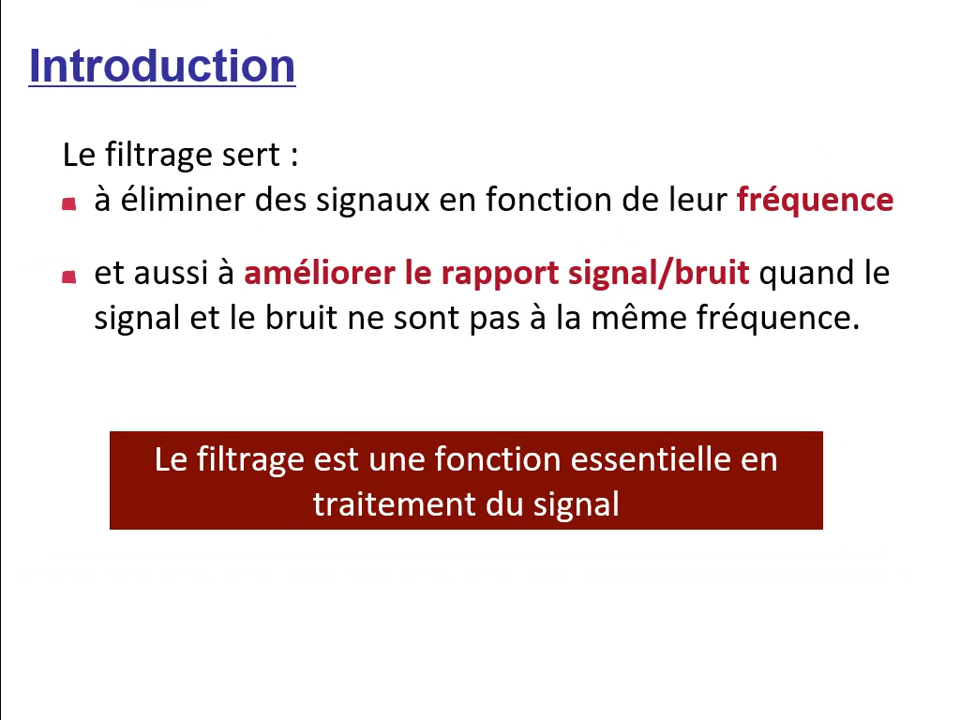 Introduction
Le filtrage sert :
à éliminer des signaux en fonction de leur fréquence
et aussi à améliorer le rapport signal/bruit quand le
signal et le bruit ne sont pas à la même fréquence.
Le filtrage est une fonction essentielle en
traitement du signal